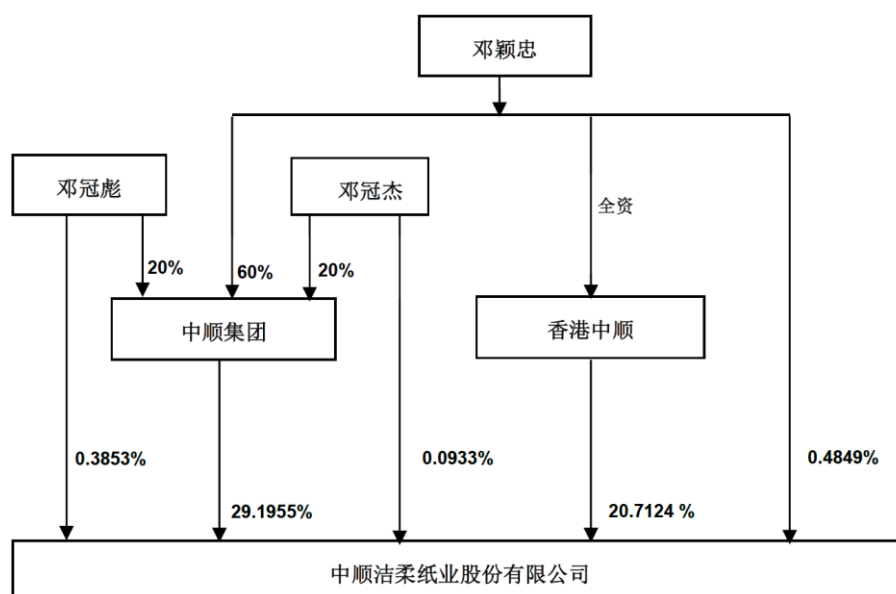 邓颖忠
邓冠彪
邓冠杰
全资
20%
60%
20%
中顺集团
香港中顺
0.3853%
0.0933%
0.4849%
29.1955%
20.7124 %
中顺洁柔纸业股份有限公司